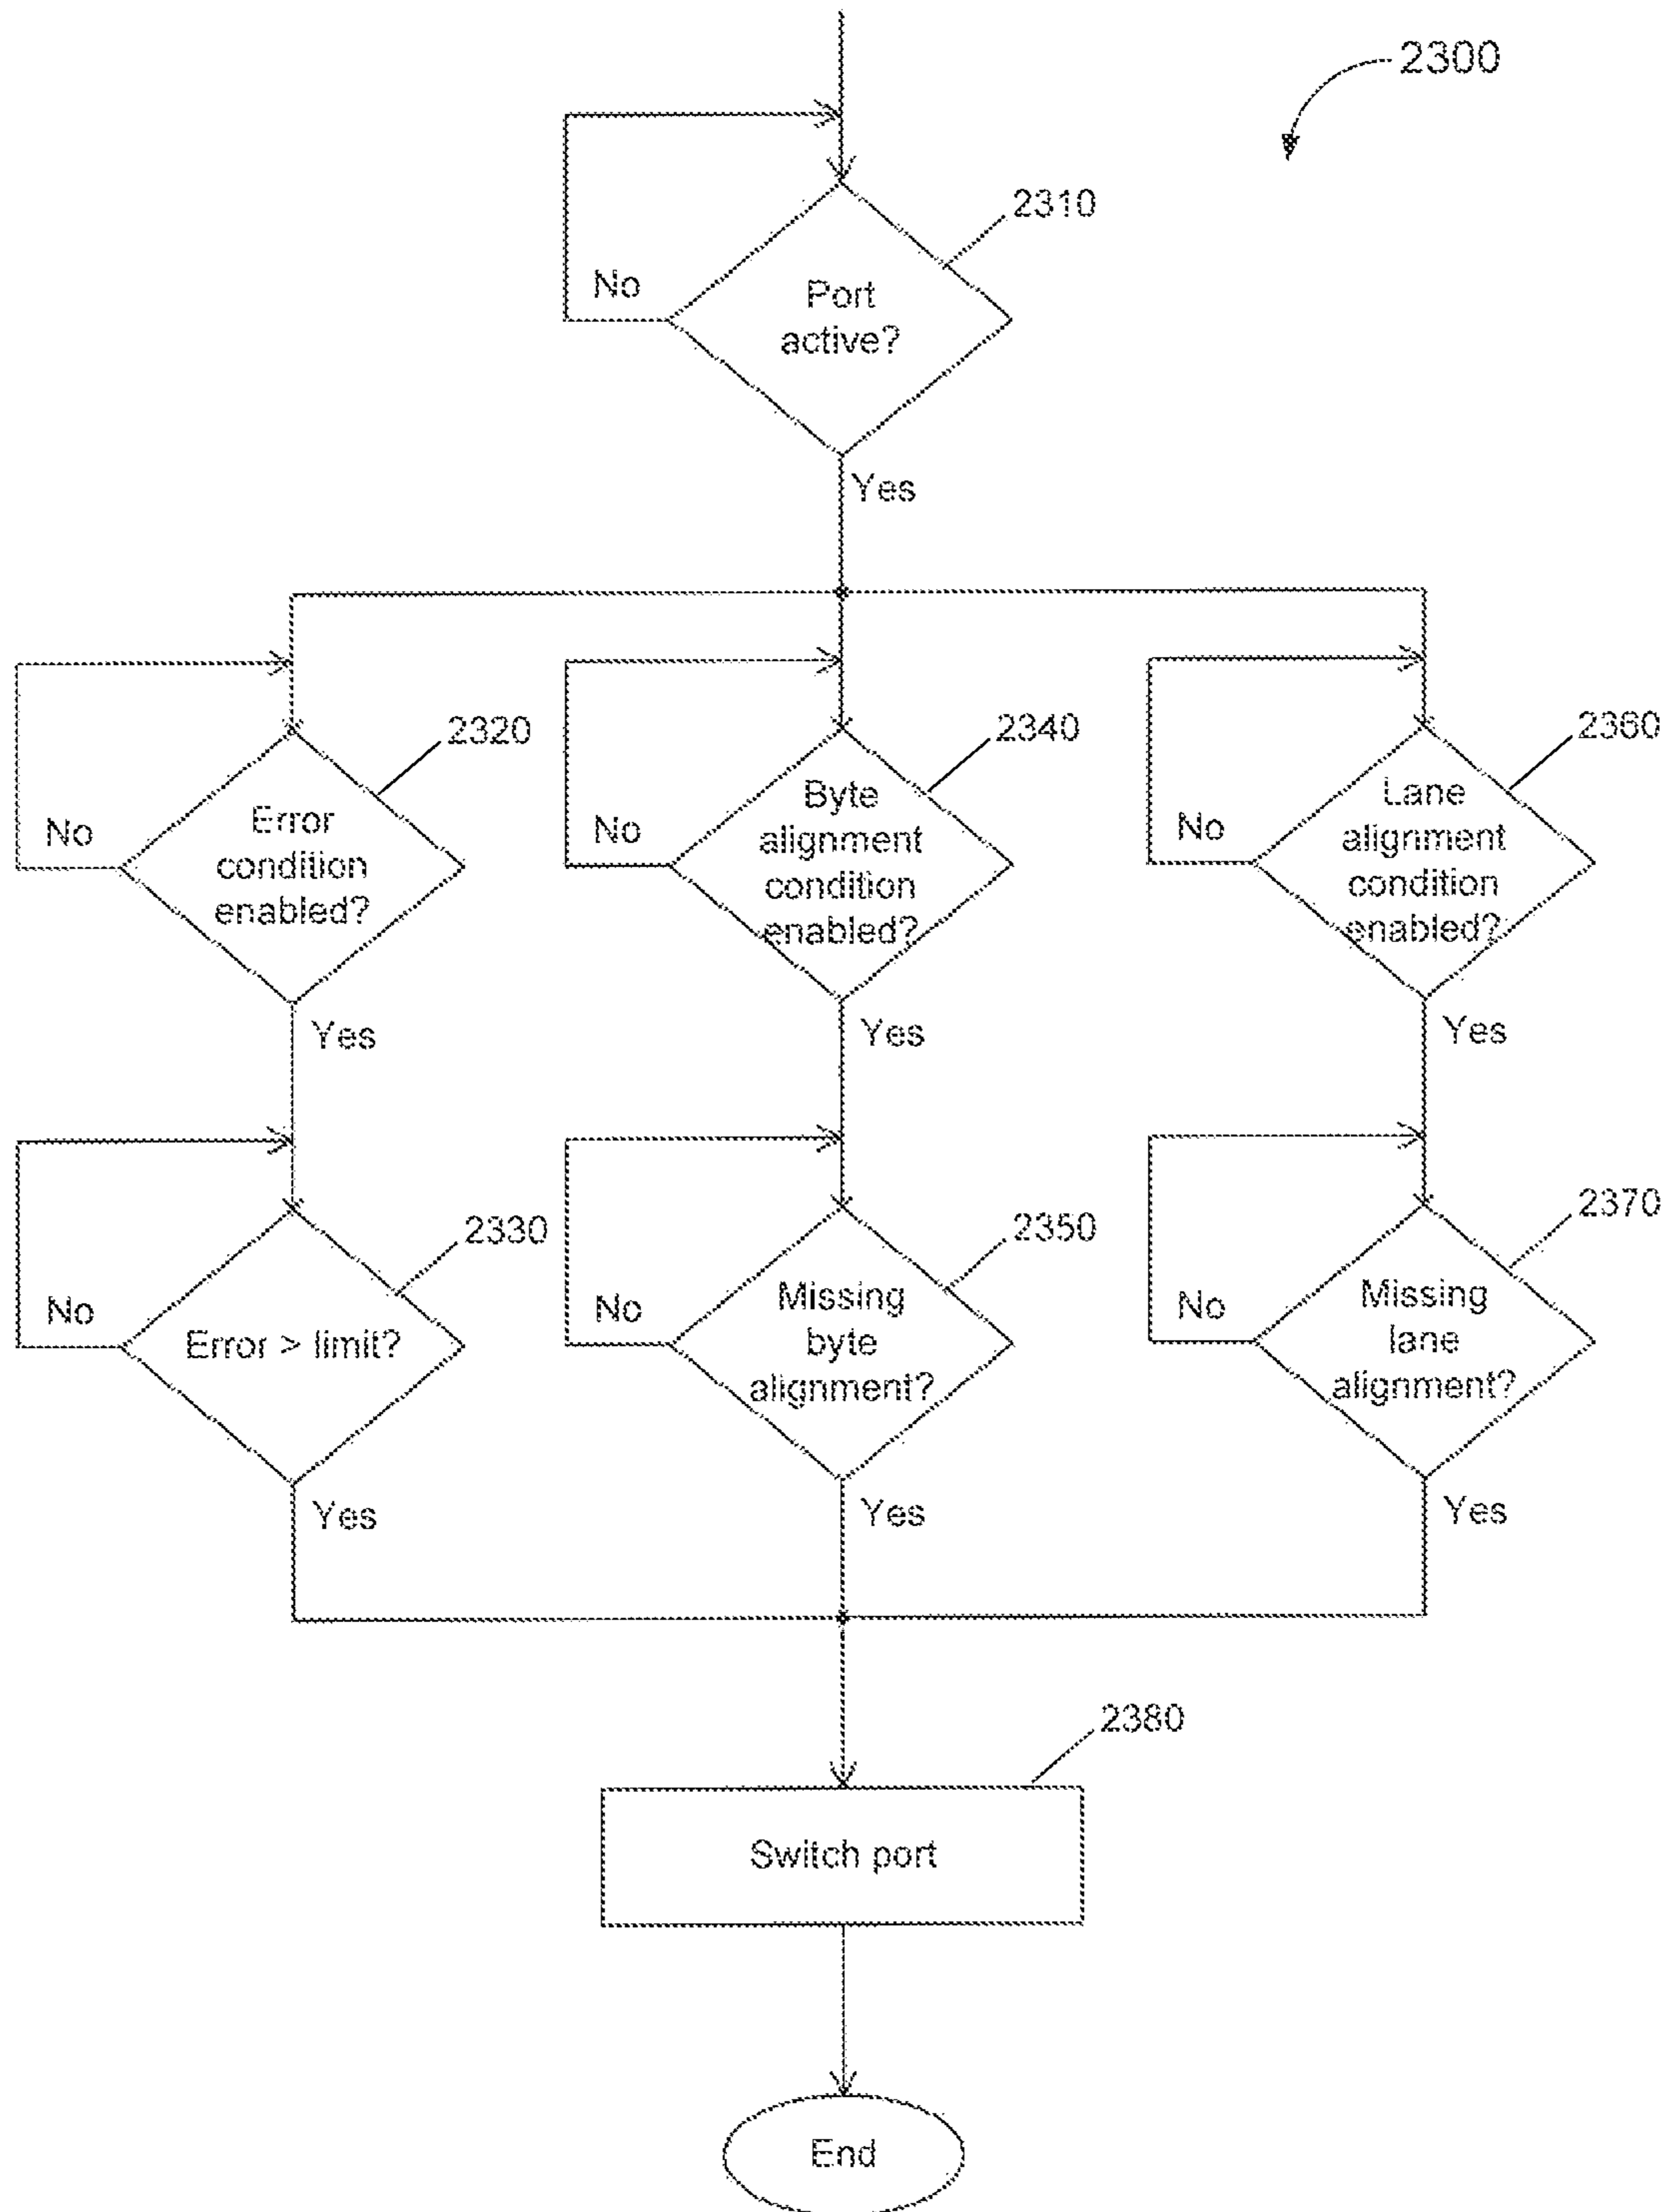 2300
2310
No
Port
active?
Yes
2320
No
Error
condition
enabled?
Yes
2340
No
Byte
alignment
condition
enabled?
Yes
2360
No
Lane
alignment
condition
enabled?
Yes
2330
No
Error > limit?
Yes
2350
No
Missing
byte
alignment?
Yes
2370
No
Missing
lane
alignment?
Yes
2380
Switch port
End